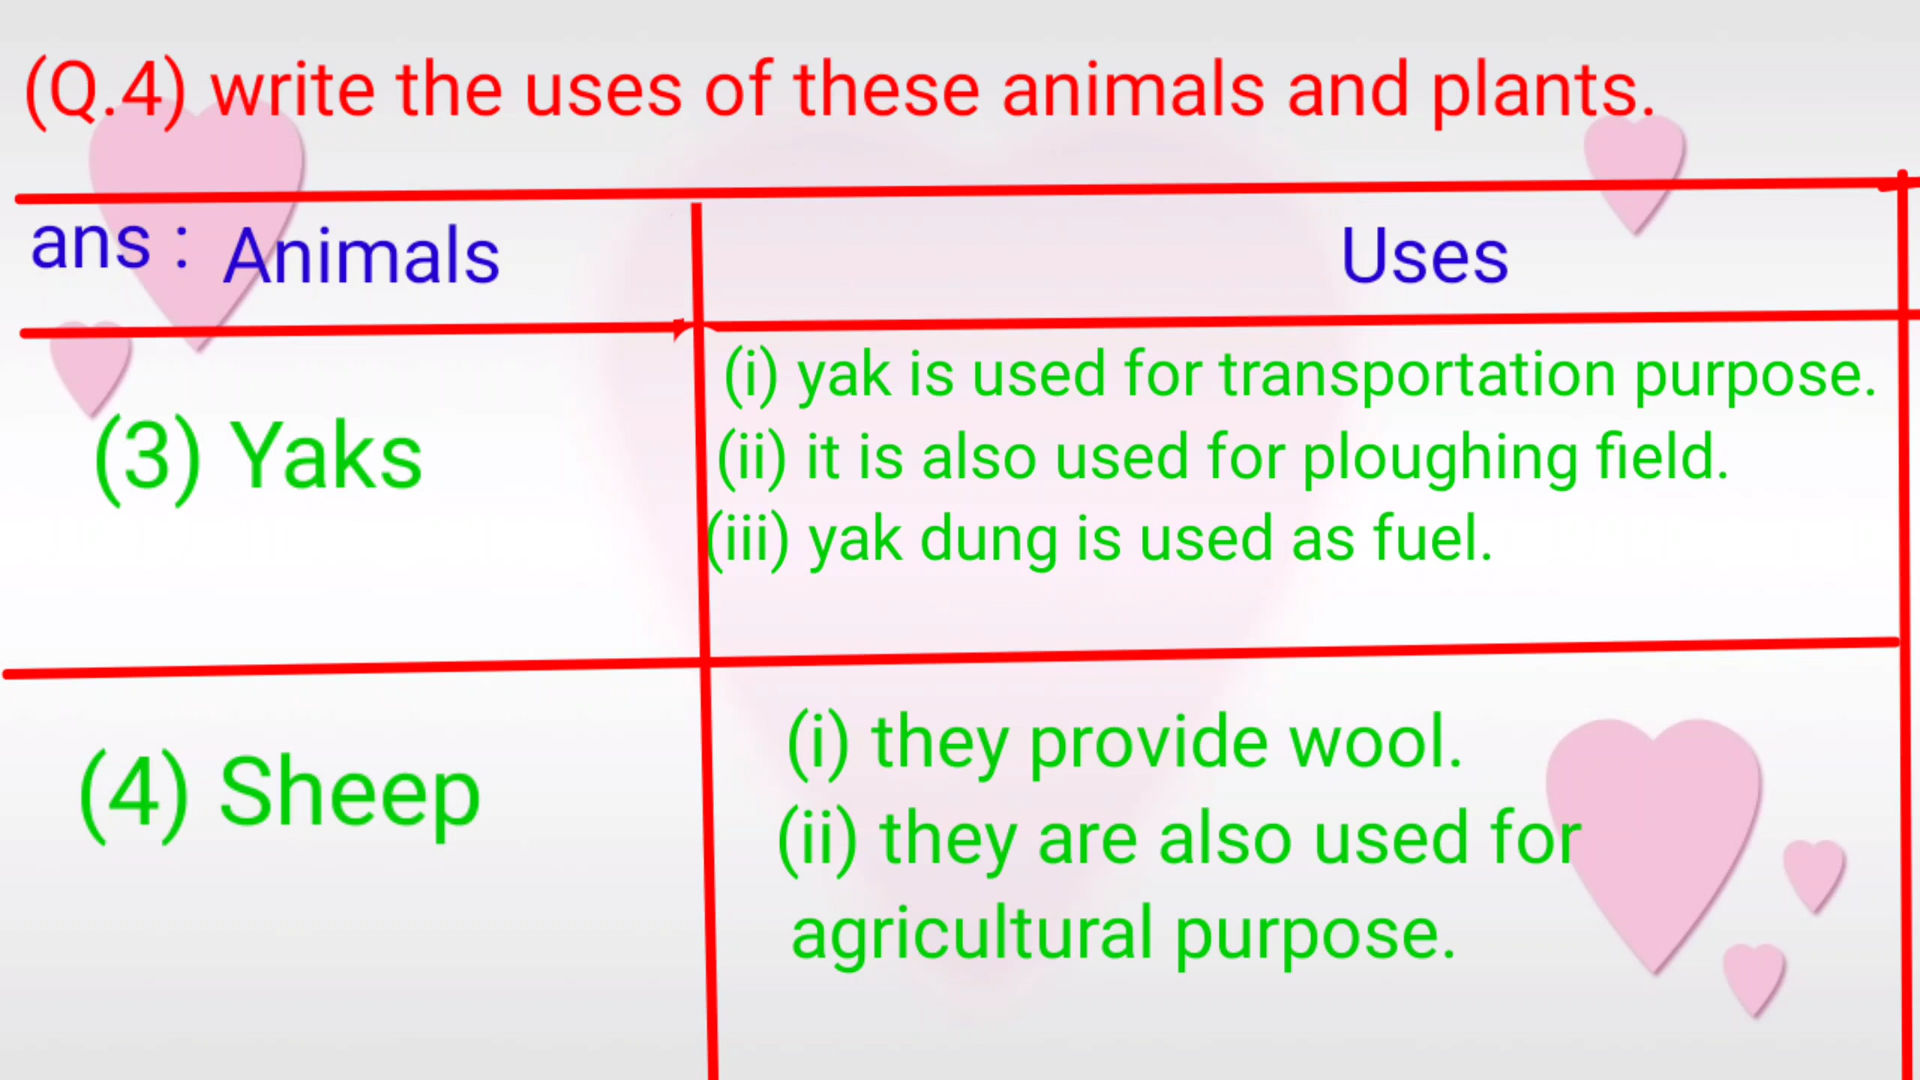 (Q.4) write the uses of these animals and plants.
ans : Animals Uses
(3) Yaks
(i) yak is used for transportation purpose.
(ii) it is also used for ploughing field.
(iii) yak dung is used as fuel.
(4) Sheep
(i) they provide wool.
(ii) they are also used for
agricultural purpose.